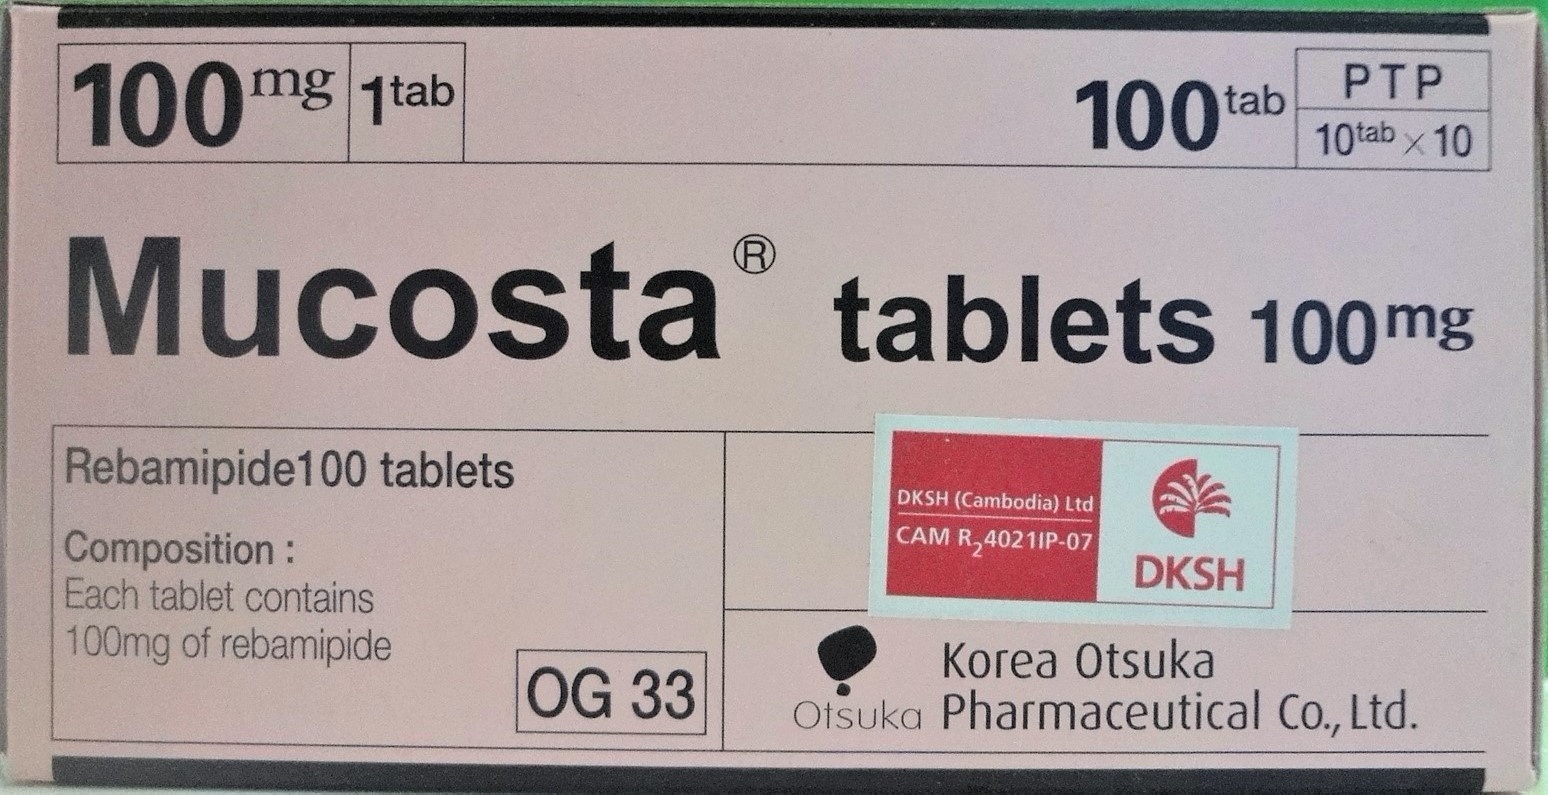 100mg 1tab 100tab PTP
10tab × 10
Mucosta® tablets 100mg
Rebamipide100 tablets
Composition :
Each tablet contains
100mg of rebamipide
OG 33
DKSH (Cambodia) Ltd
CAM R24021IP-07
DKSH
Otsuka
Korea Otsuka
Pharmaceutical Co., Ltd.